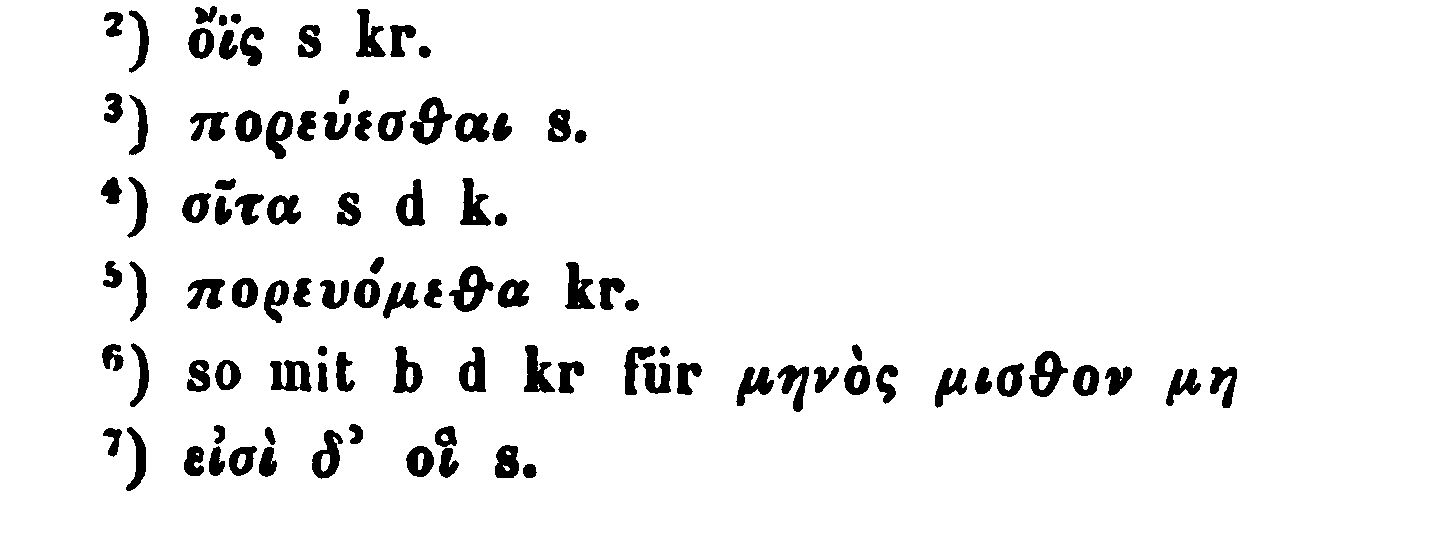 ²) ὄϊς s kr.
³) πορεύεσθαι s.
⁴) σῖτα s d k.
⁵) πορευόμεθα kr.
⁶) so mit b d kr für μηνὸς μισθον μη
⁷) εἰσὶ δ’ οἳ s.